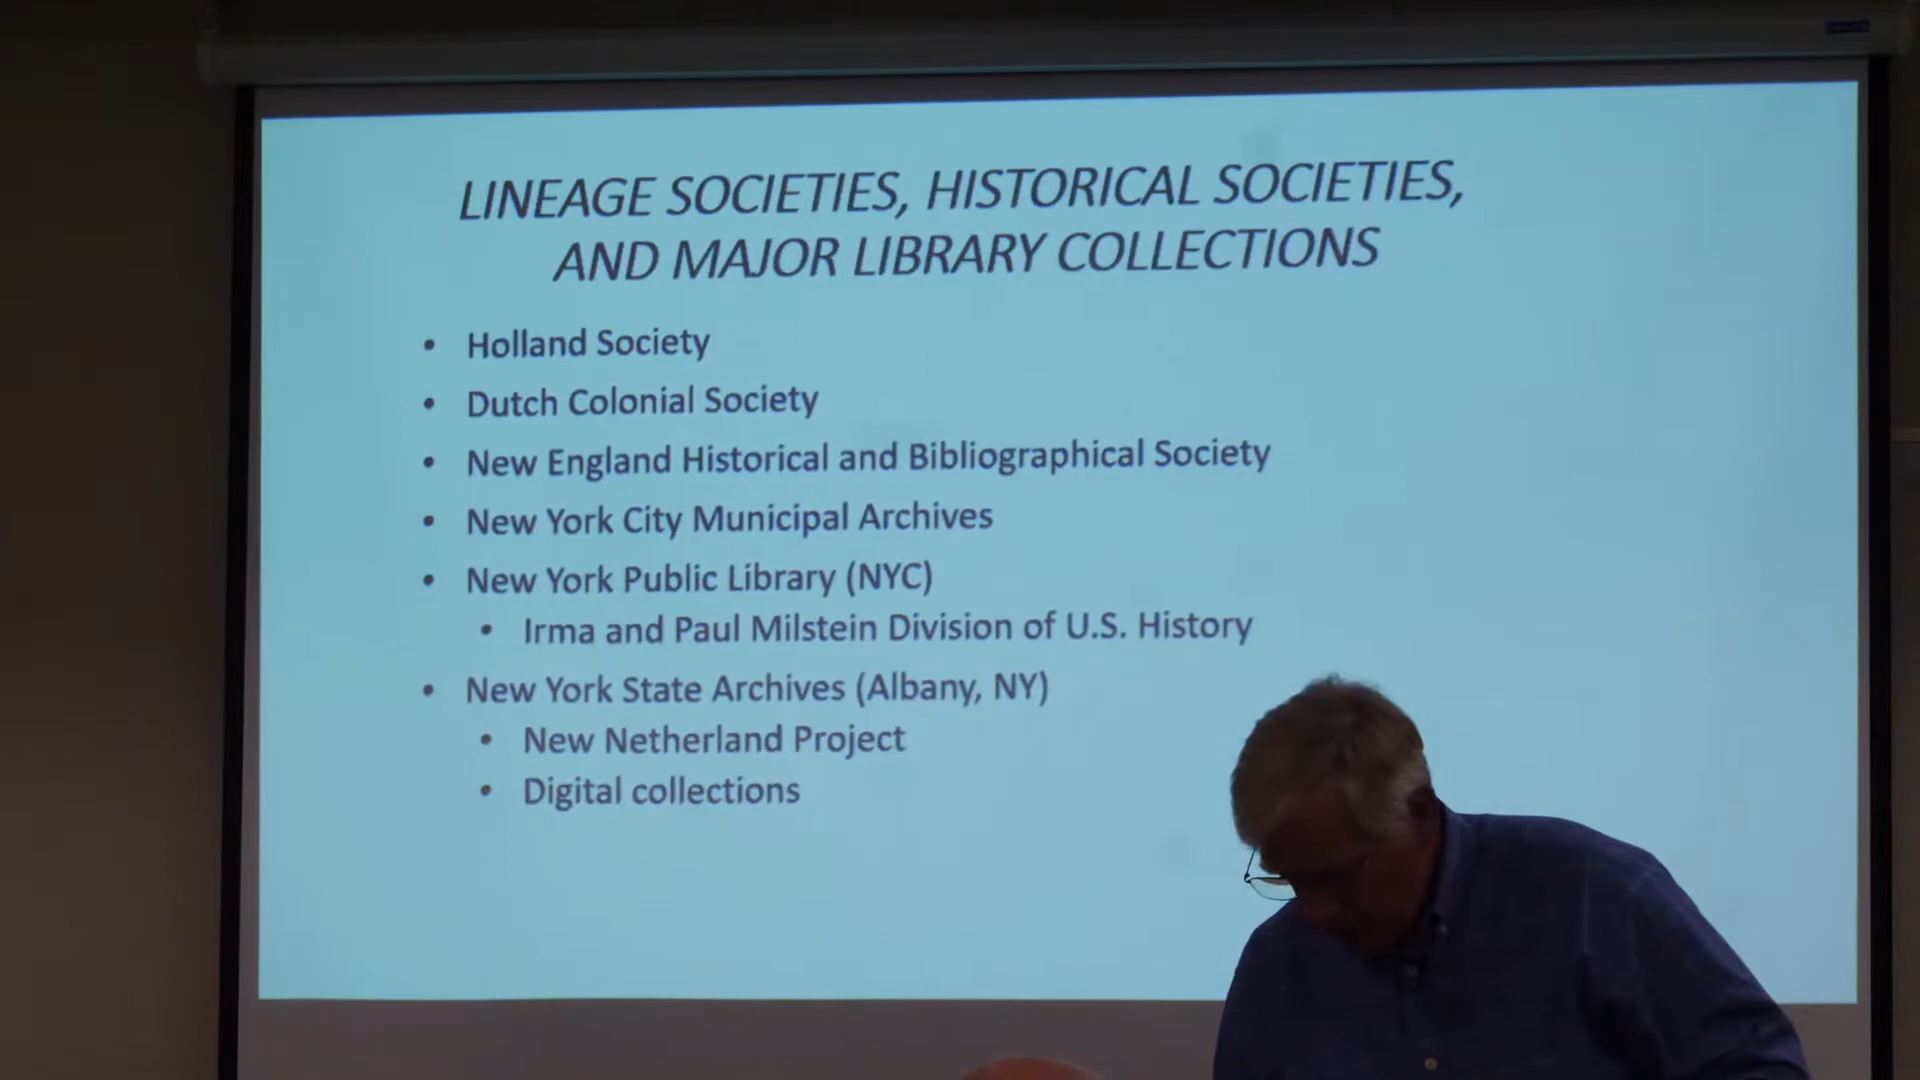 LINEAGE SOCIETIES, HISTORICAL SOCIETIES,
AND MAJOR LIBRARY COLLECTIONS
• Holland Society
• Dutch Colonial Society
• New England Historical and Bibliographical Society
• New York City Municipal Archives
• New York Public Library (NYC)
• Irma and Paul Milstein Division of U.S. History
• New York State Archives (Albany, NY)
• New Netherland Project
• Digital collections